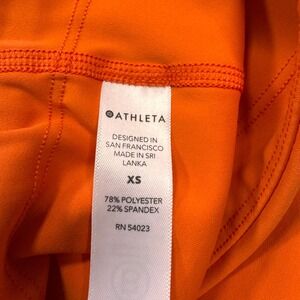 ATHLETA
DESIGNED IN
SAN FRANCISCO
MADE IN SRI
LANKA
XS
78% POLYESTER
22% SPANDEX
RN 54023